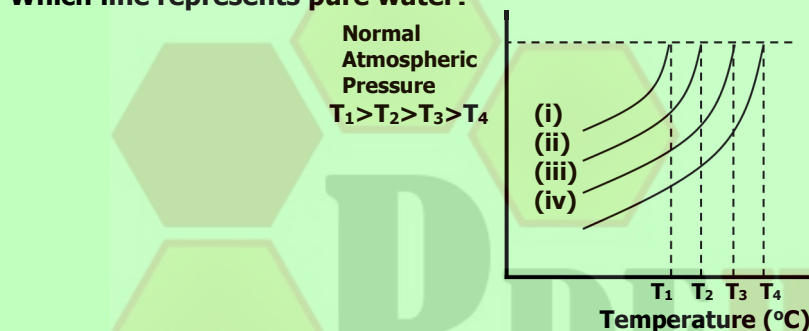 Which line represents pure water?
Normal
Atmospheric
Pressure
T₁>T₂>T₃>T₄
(i)
(ii)
(iii)
(iv)
T₁ T₂ T₃ T₄
Temperature (ºC)